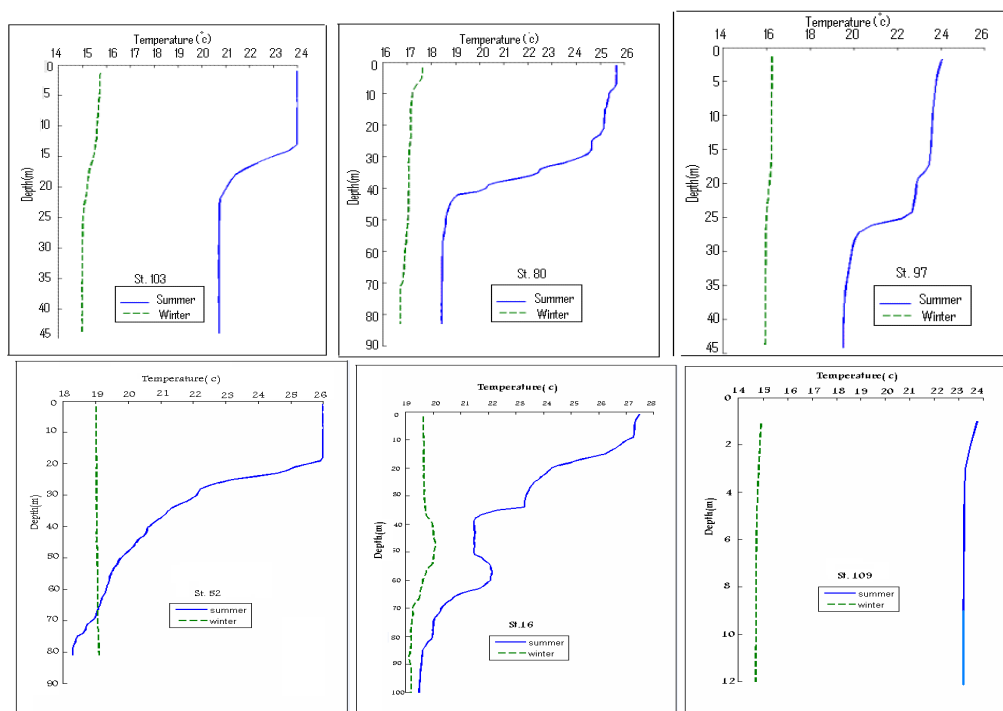 Temperature (°c)
14 15 16 17 18 19 20 21 22 23 24
0
5
10
15
20
25
30
35
40
45
Depth(m)
St. 103
Summer
Winter
Temperature (c)
16 17 18 19 20 21 22 23 24 25 26
0
10
20
30
40
50
60
70
80
90
Depth(m)
St. 80
Summer
Winter
Temperature (°c)
14 16 18 20 22 24 26
0
5
10
15
20
25
30
35
40
45
Depth(m)
St. 97
Summer
Winter
Temperature( c)
18 19 20 21 22 23 24 25 26
0
10
20
30
40
50
60
70
80
90
Depth(m)
St. 52
summer
winter
Temperature( c)
19 20 21 22 23 24 25 26 27 28
0
10
20
30
40
50
60
70
80
90
100
Depth(m)
St.16
summer
winter
Temperature( c)
14 15 16 17 18 19 20 21 22 23 24
0
2
4
6
8
10
12
Depth(m)
St. 109
summer
winter